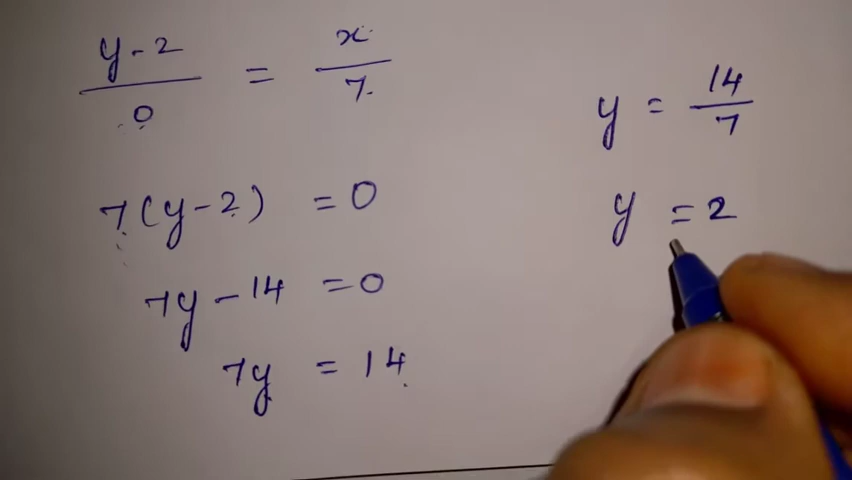 y-2/0 = x/7
7(y-2) = 0
7y - 14 = 0
7y = 14
y = 14/7
y = 2